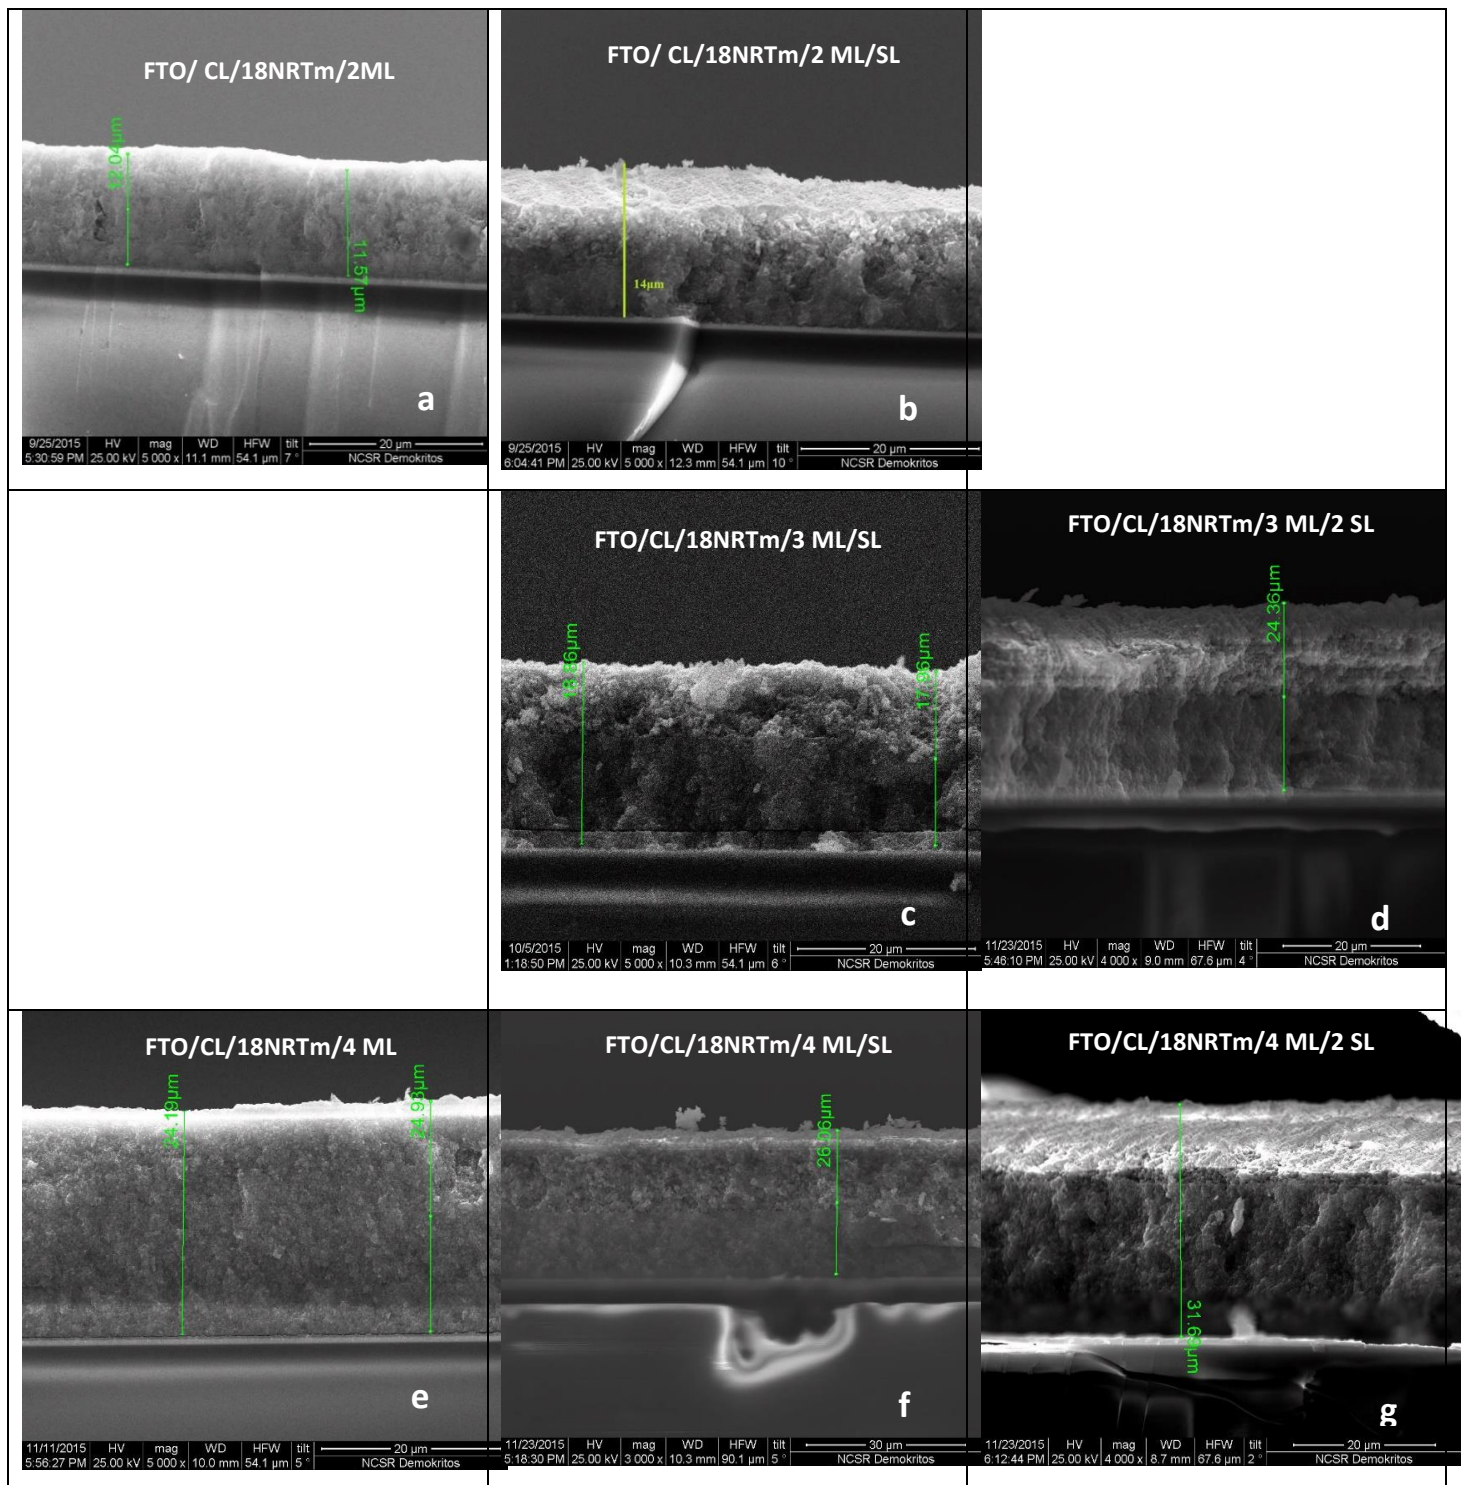 FTO/ CL/18NRTm/2ML
12.04µm
11.57µm
a
9/25/2015 HV mag WD HFW tilt 20 µm
5:30:59 PM 25.00 kV 5 000 x 11.1 mm 54.1 µm 7 ° NCSR Demokritos
FTO/ CL/18NRTm/2 ML/SL
14µm
b
9/25/2015 HV mag WD HFW tilt 20 µm
6:04:41 PM 25.00 kV 5 000 x 12.3 mm 54.1 µm 10 ° NCSR Demokritos
FTO/CL/18NRTm/3 ML/SL
18.86µm
17.96µm
c
10/5/2015 HV mag WD HFW tilt 20 µm
1:18:50 PM 25.00 kV 5 000 x 10.3 mm 54.1 µm 6 ° NCSR Demokritos
FTO/CL/18NRTm/3 ML/2 SL
24.36µm
d
11/23/2015 HV mag WD HFW tilt 20 µm
5:46:10 PM 25.00 kV 4 000 x 9.0 mm 67.6 µm 4 ° NCSR Demokritos
FTO/CL/18NRTm/4 ML
24.19µm
24.93µm
e
11/11/2015 HV mag WD HFW tilt 20 µm
5:56:27 PM 25.00 kV 5 000 x 10.0 mm 54.1 µm 5 ° NCSR Demokritos
FTO/CL/18NRTm/4 ML/SL
26.96µm
f
11/23/2015 HV mag WD HFW tilt 30 µm
5:18:30 PM 25.00 kV 3 000 x 10.3 mm 90.1 µm 5 ° NCSR Demokritos
FTO/CL/18NRTm/4 ML/2 SL
31.69µm
g
11/23/2015 HV mag WD HFW tilt 20 µm
6:12:44 PM 25.00 kV 4 000 x 8.7 mm 67.6 µm 2 ° NCSR Demokritos